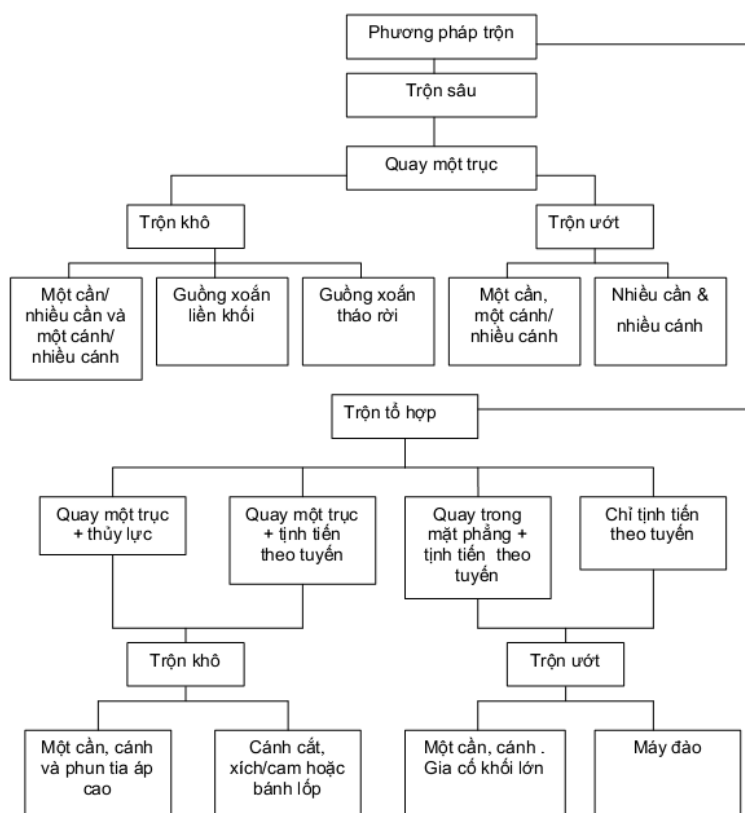 Phương pháp trộn
Trộn sâu
Quay một trục
Trộn khô
Trộn ướt
Một cần/
nhiều cần và
một cánh/
nhiều cánh
Guồng xoắn
liền khối
Guồng xoắn
tháo rời
Một cần,
một cánh/
nhiều cánh
Nhiều cần &
nhiều cánh
Trộn tổ hợp
Quay một trục
+ thủy lực
Quay một trục
+ tịnh tiến
theo tuyến
Quay trong
mặt phẳng +
tịnh tiến theo
tuyến
Chỉ tịnh tiến
theo tuyến
Trộn khô
Trộn ướt
Một cần, cánh
và phun tia áp
cao
Cánh cắt,
xích/cam hoặc
bánh lốp
Một cần, cánh .
Gia cố khối lớn
Máy đào